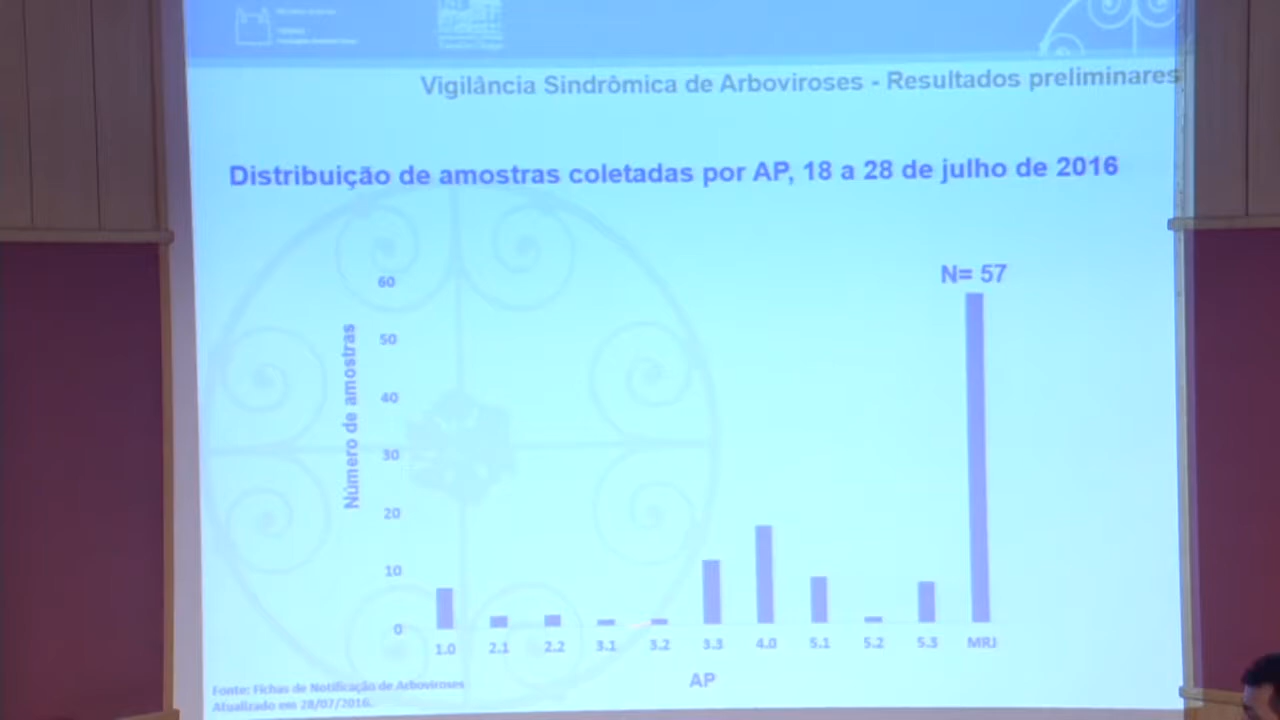 Vigilância Sindrômica de Arboviroses - Resultados preliminares
Distribuição de amostras coletadas por AP, 18 a 28 de julho de 2016
N= 57
60
50
40
30
20
10
0
Número de amostras
1.0 2.1 2.2 3.1 3.2 3.3 4.0 5.1 5.2 5.3 MRJ
AP
Fonte: Fichas de Notificação de Arboviroses
Atualizado em 28/07/2016.